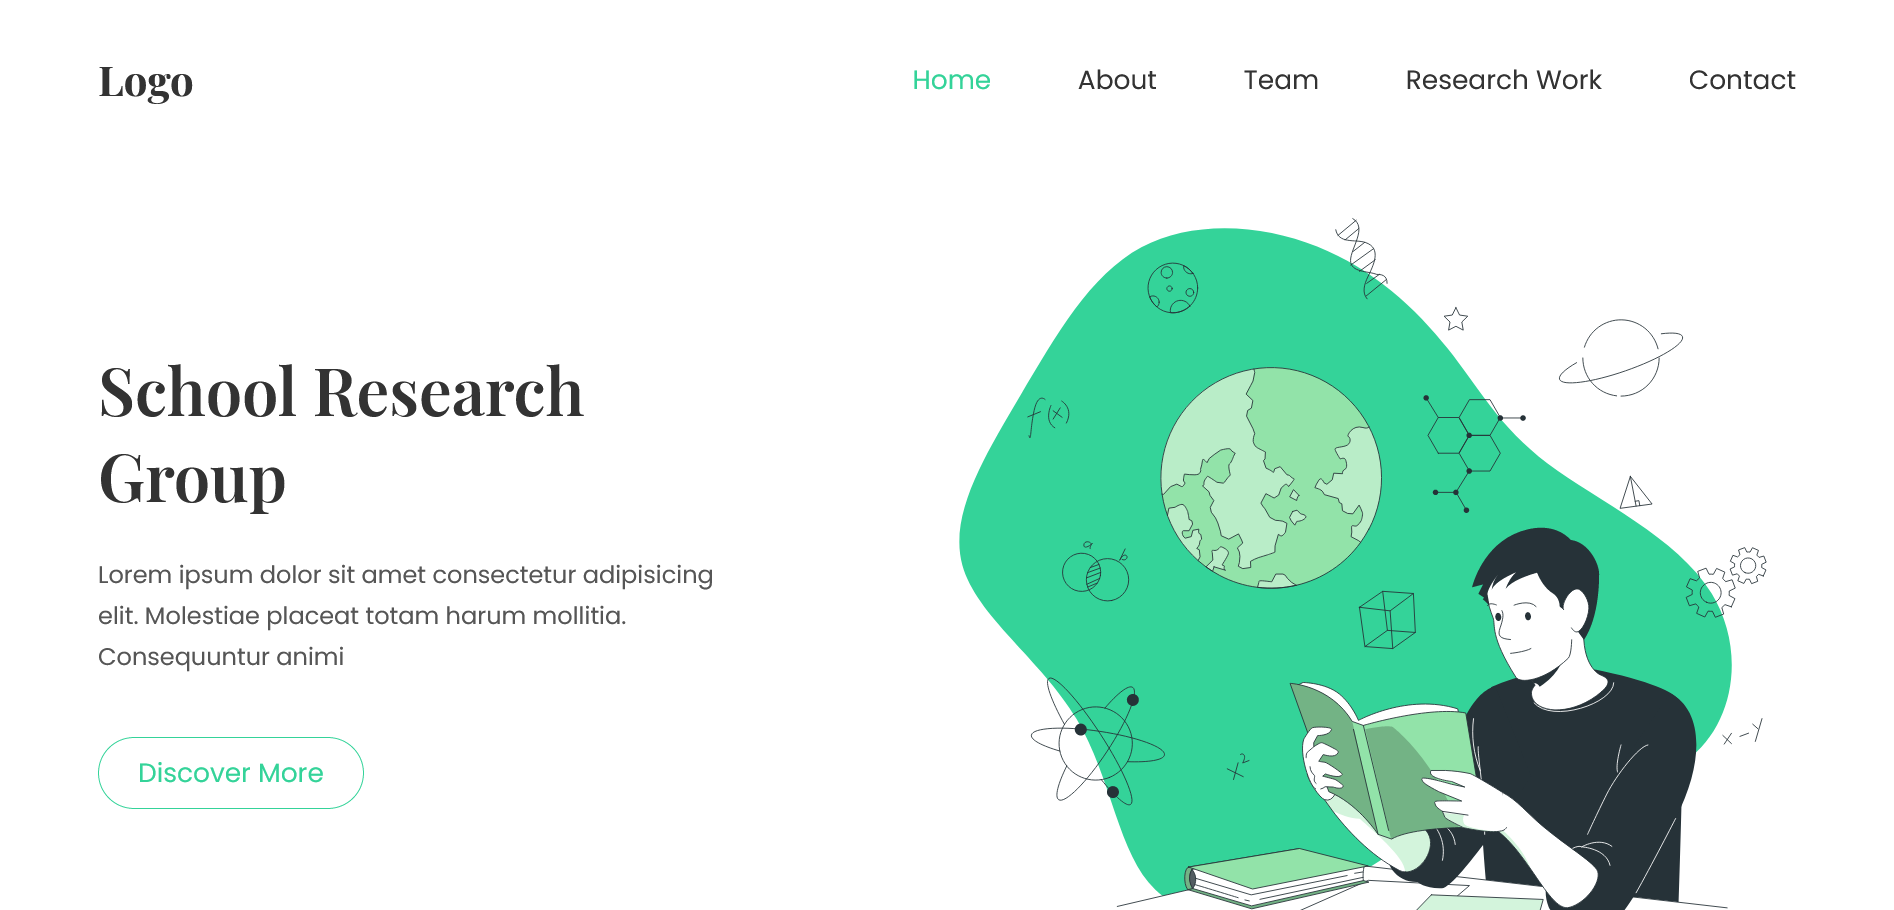 Logo
Home About Team Research Work Contact
School Research
Group
Lorem ipsum dolor sit amet consectetur adipisicing
elit. Molestiae placeat totam harum mollitia.
Consequuntur animi
Discover More
f(x)
a
b
x²
x-y